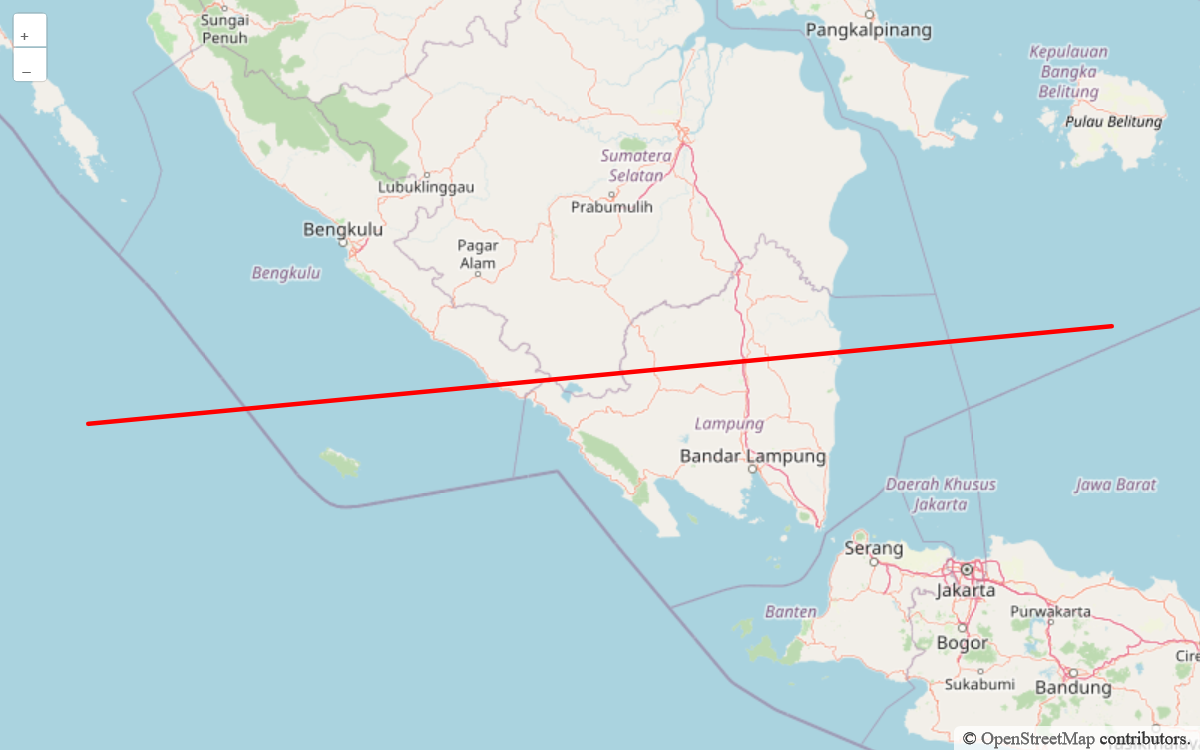 +
–
Sungai
Penuh
Pangkalpinang
Kepulauan
Bangka
Belitung
Pulau Belitung
Sumatera
Selatan
Lubuklinggau
Prabumulih
Bengkulu
Pagar
Alam
Bengkulu
Lampung
Bandar Lampung
Daerah Khusus
Jakarta
Jawa Barat
Serang
Jakarta
Banten
Purwakarta
Bogor
Sukabumi
Bandung
Cire
© OpenStreetMap contributors.